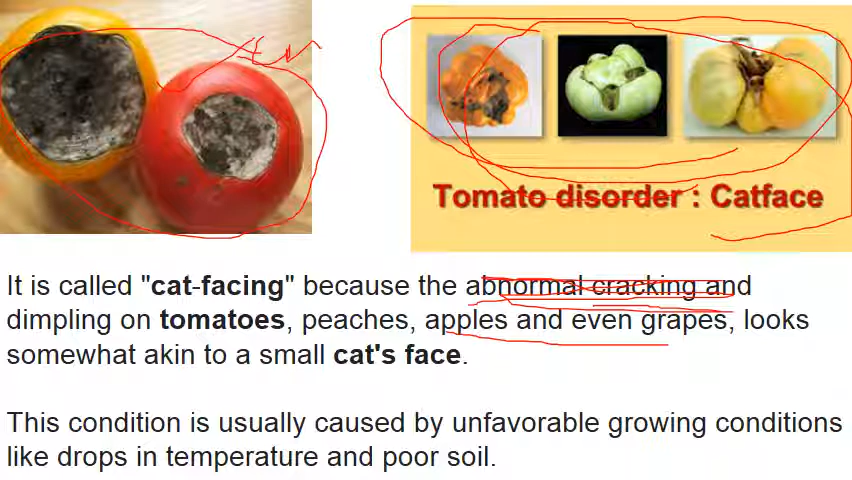 Tomato disorder : Catface
It is called "cat-facing" because the abnormal cracking and
dimpling on tomatoes, peaches, apples and even grapes, looks
somewhat akin to a small cat's face.
This condition is usually caused by unfavorable growing conditions
like drops in temperature and poor soil.